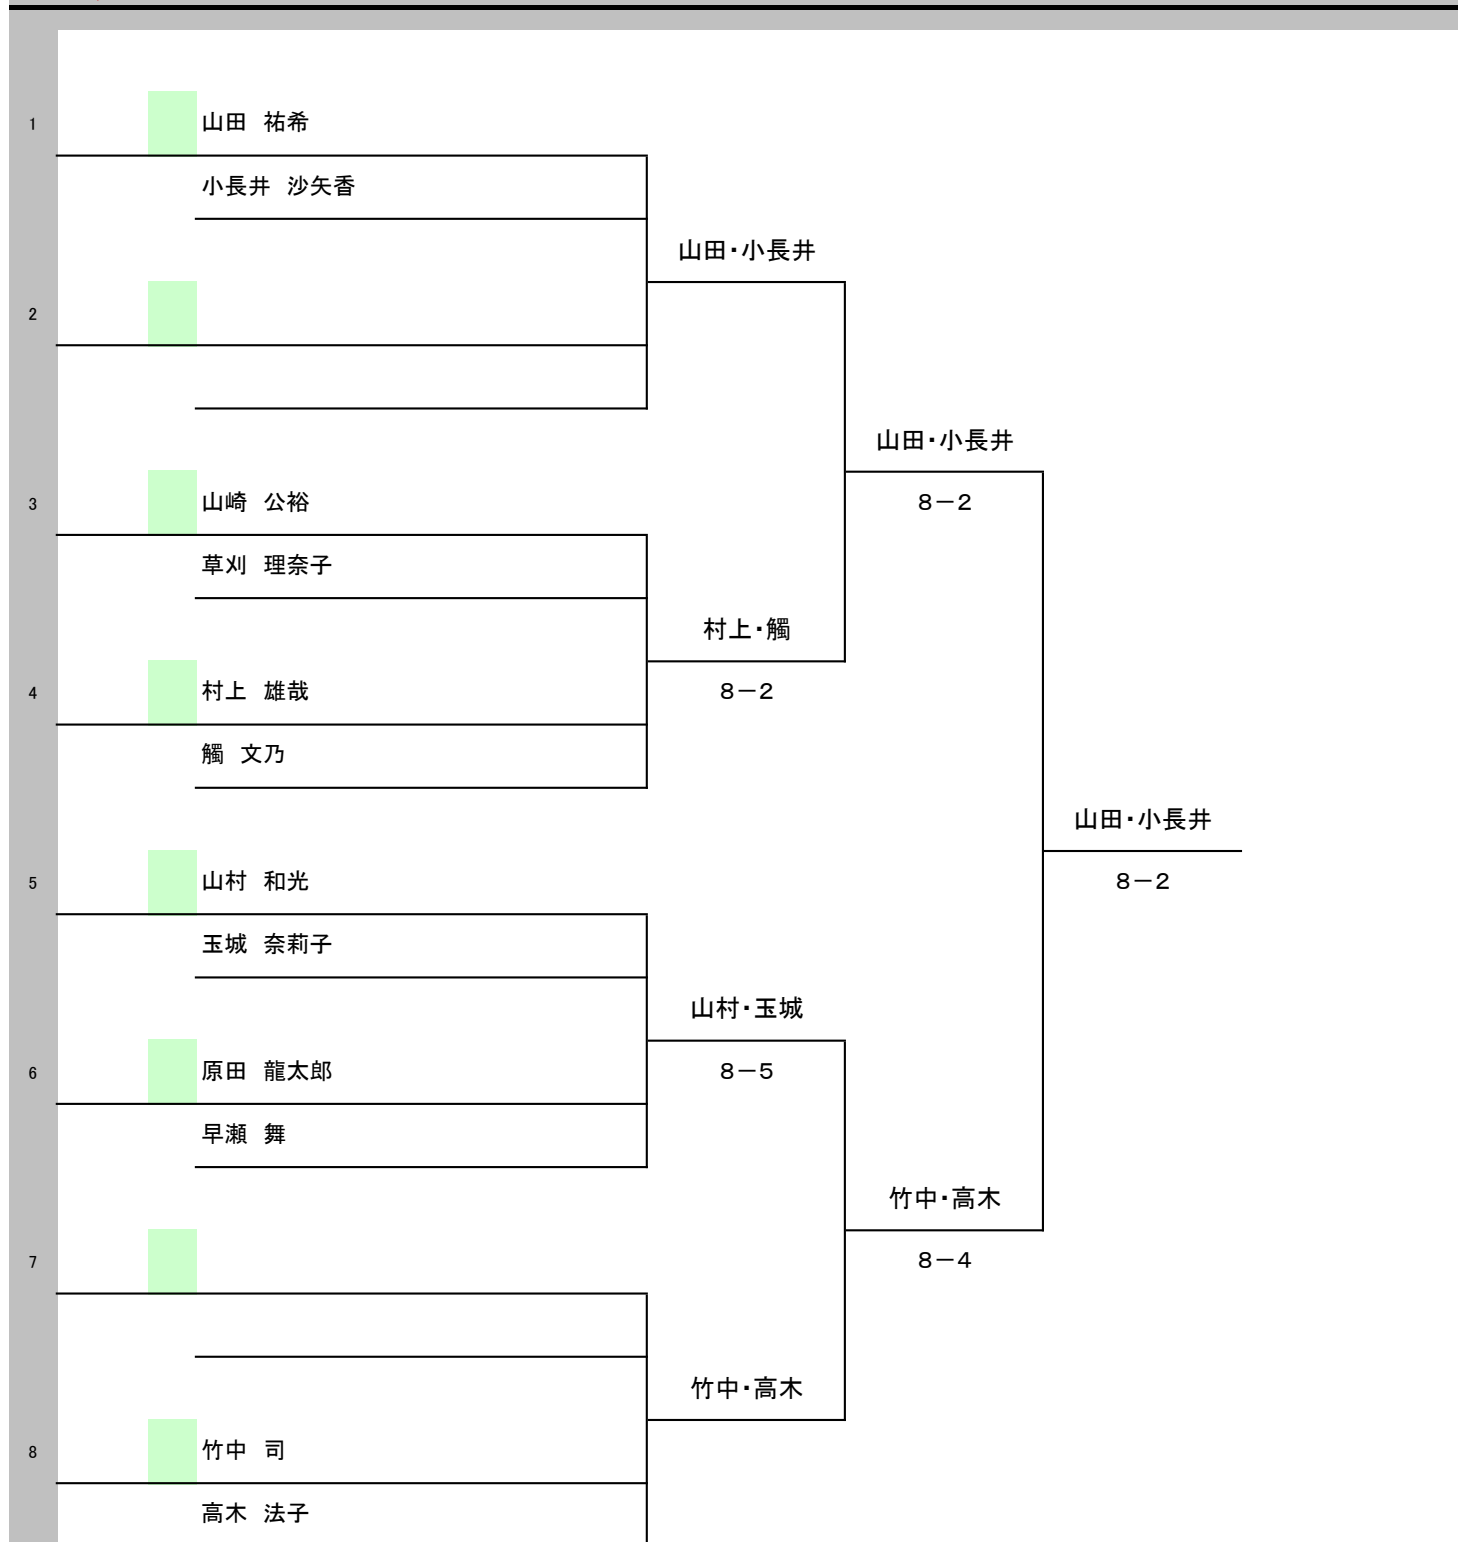 1
山田　祐希
小長井　沙矢香
山田・小長井
2
山田・小長井
3
山崎　公裕
8－2
草刈　理奈子
村上・觸
4
村上　雄哉
8－2
觸　文乃
山田・小長井
5
山村　和光
8－2
玉城　奈莉子
山村・玉城
6
原田　龍太郎
8－5
早瀬　舞
竹中・高木
7
8－4
竹中・高木
8
竹中　司
高木　法子